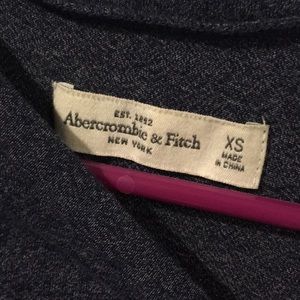 EST. 1892
Abercrombie & Fitch
NEW YORK
XS
MADE
IN CHINA